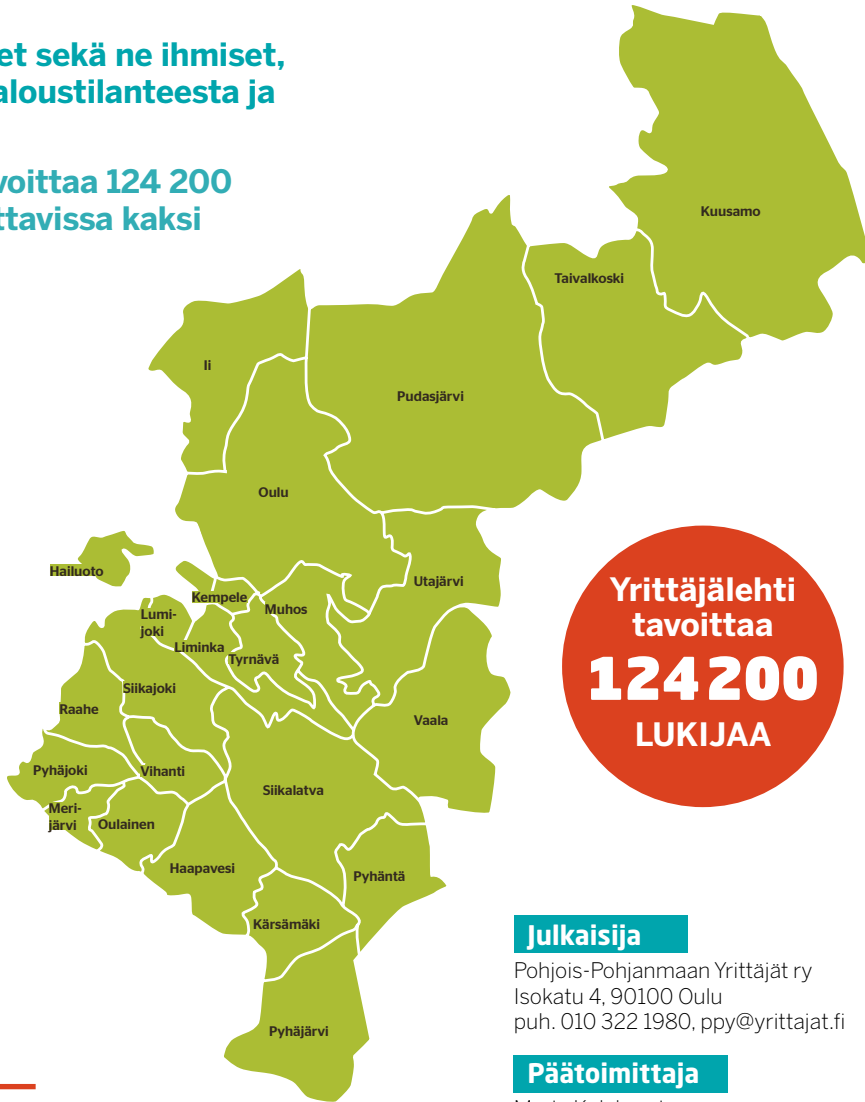 et sekä ne ihmiset,
aloustilanteesta ja
voittaa 124 200
ttavissa kaksi
Kuusamo
Taivalkoski
Ii
Pudasjärvi
Oulu
Hailuoto
Utajärvi
Kempele
Muhos
Lumi-
joki
Liminka
Tyrnävä
Siikajoki
Raahe
Vaala
Pyhäjoki
Vihanti
Siikalatva
Meri-
järvi
Oulainen
Haapavesi
Pyhäntä
Kärsämäki
Pyhäjärvi
Yrittäjälehti
tavoittaa
124 200
LUKIJAA
Julkaisija
Pohjois-Pohjanmaan Yrittäjät ry
Isokatu 4, 90100 Oulu
puh. 010 322 1980, ppy@yrittajat.fi
Päätoimittaja